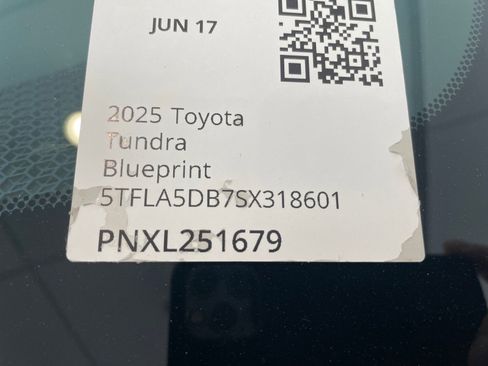 JUN 17
2025 Toyota
Tundra
Blueprint
5TFLA5DB7SX318601
PNXL251679